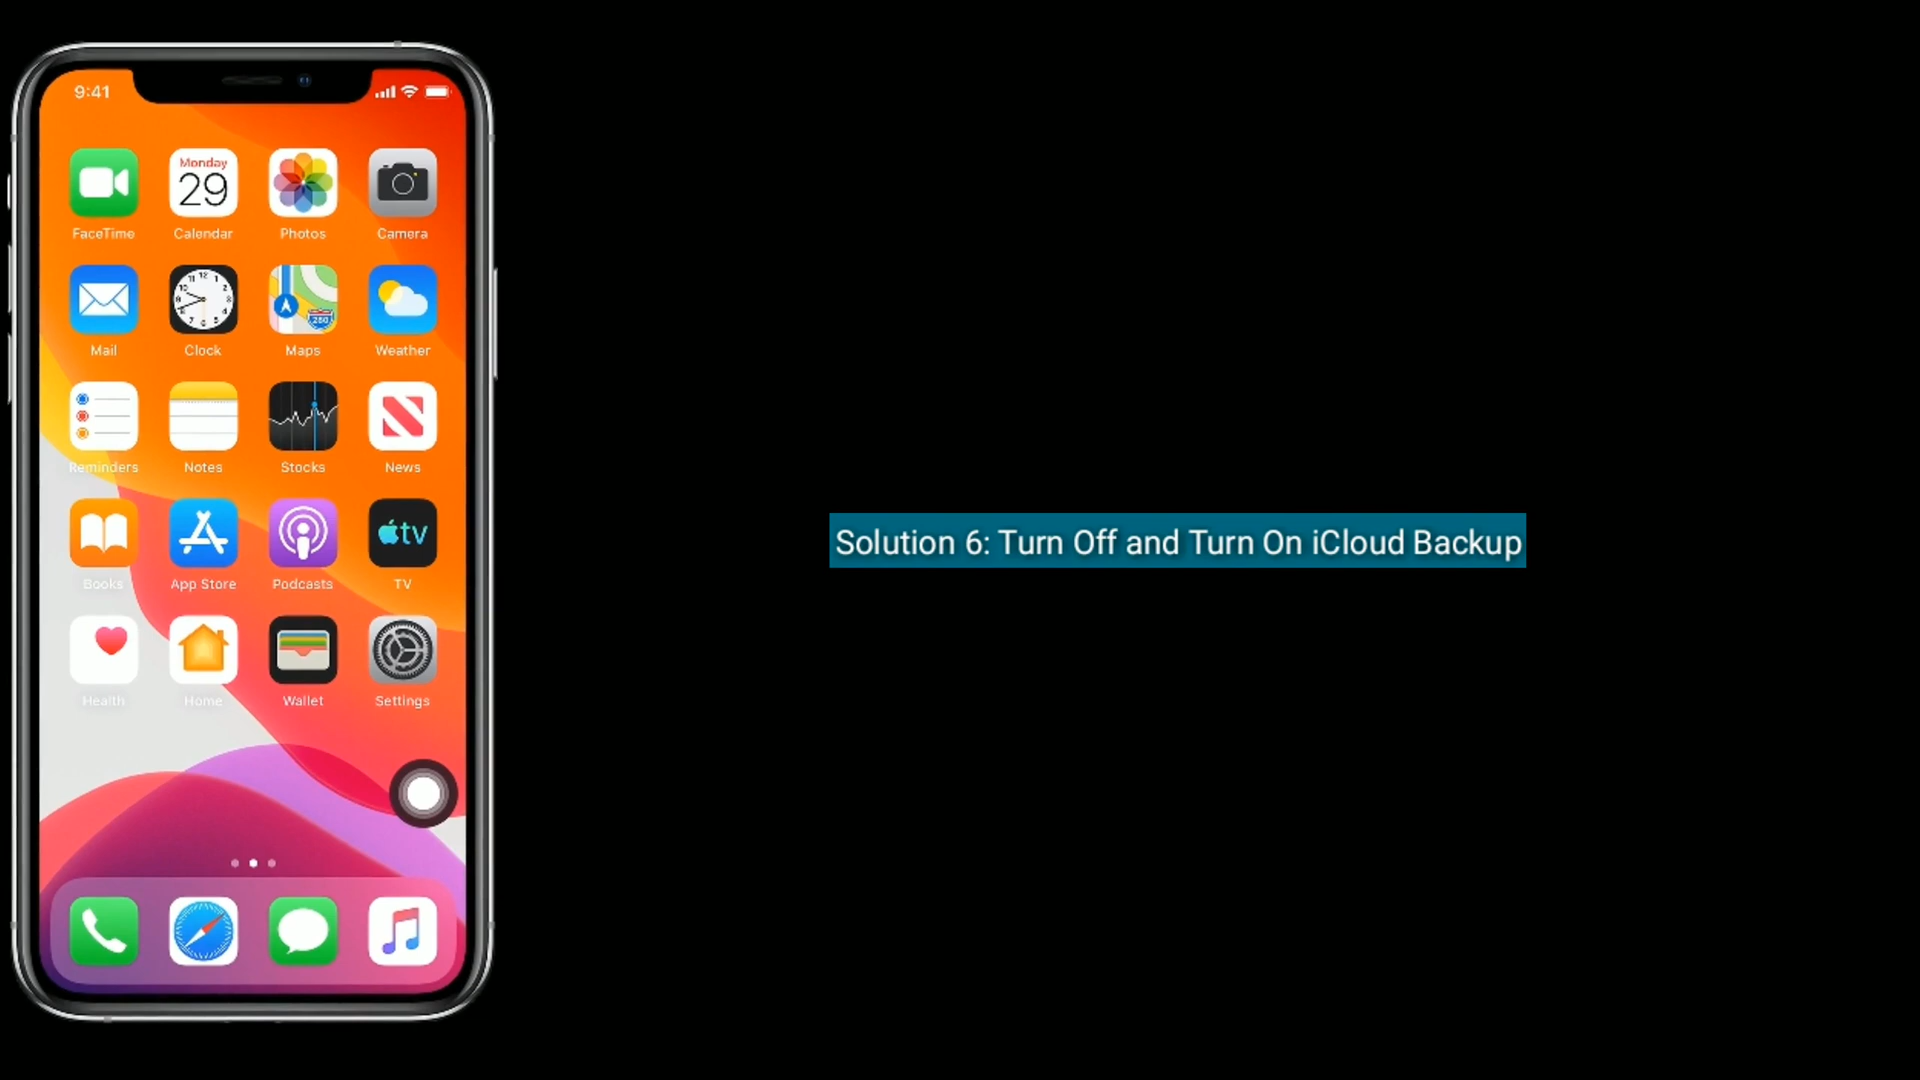 9:41
Monday
29
FaceTime
Calendar
Photos
Camera
280
Mail
Clock
Maps
Weather
Reminders
Notes
Stocks
News
tv
Books
App Store
Podcasts
TV
Health
Home
Wallet
Settings
Solution 6: Turn Off and Turn On iCloud Backup